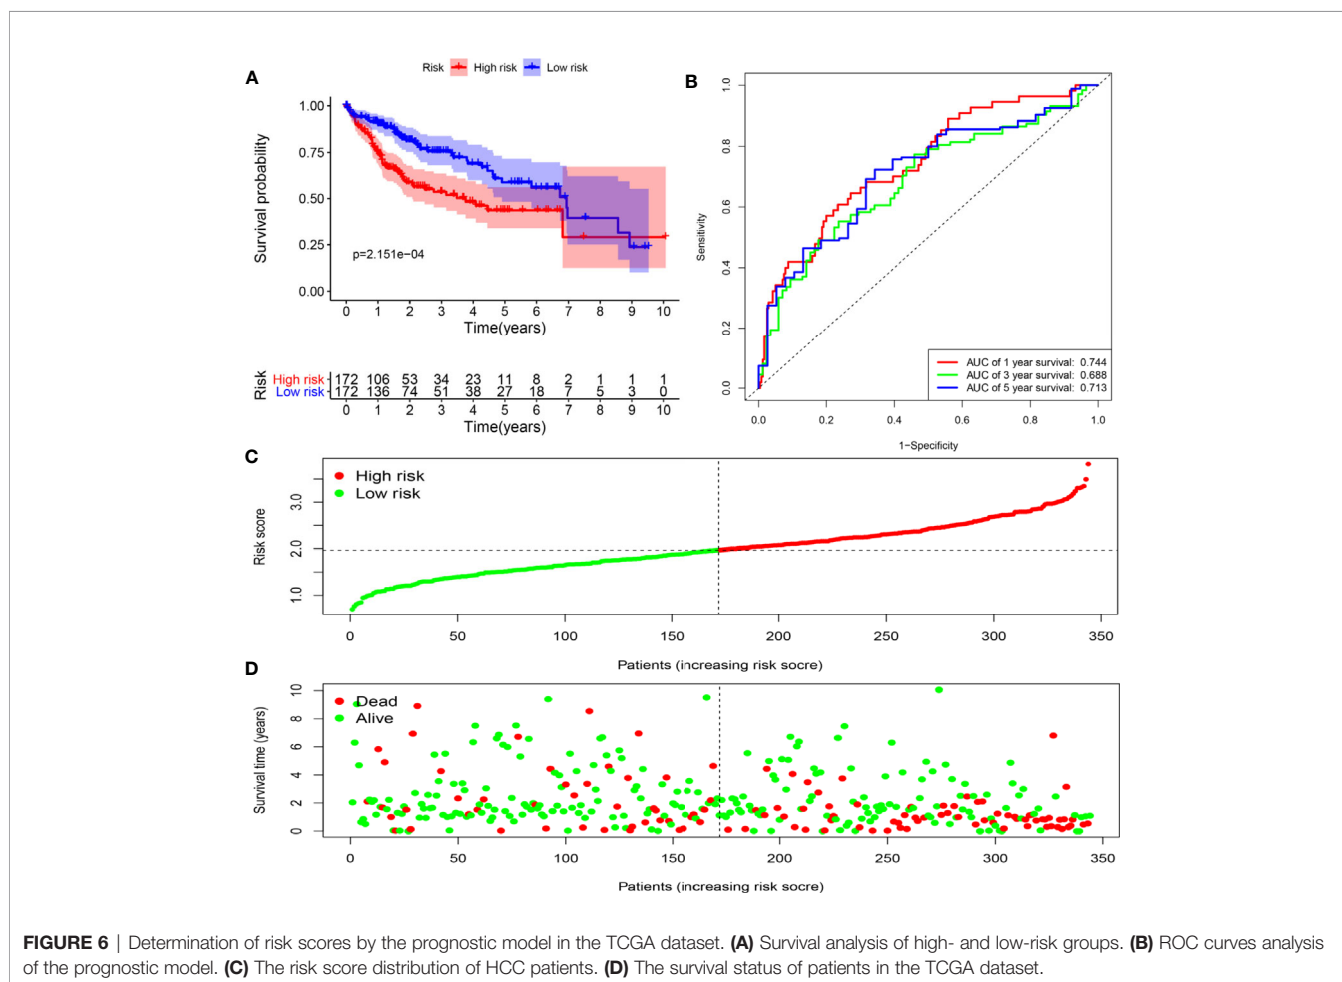 A
Risk High risk Low risk
Survival probability
1.00
0.75
0.50
0.25
0.00
p=2.151e−04
0 1 2 3 4 5 6 7 8 9 10
Time(years)
Risk
High risk 172 106 53 34 23 11 8 2 1 1 1
Low risk 172 136 74 51 38 27 18 7 5 3 0
0 1 2 3 4 5 6 7 8 9 10
Time(years)
B
Sensitivity
1.0
0.8
0.6
0.4
0.2
0.0
AUC of 1 year survival: 0.744
AUC of 3 year survival: 0.688
AUC of 5 year survival: 0.713
0.0 0.2 0.4 0.6 0.8 1.0
1−Specificity
C
High risk
Low risk
Risk score
3.0
2.0
1.0
0 50 100 150 200 250 300 350
Patients (increasing risk socre)
D
Dead
Alive
Survival time (years)
10
8
6
4
2
0
0 50 100 150 200 250 300 350
Patients (increasing risk socre)
FIGURE 6 | Determination of risk scores by the prognostic model in the TCGA dataset. (A) Survival analysis of high- and low-risk groups. (B) ROC curves analysis
of the prognostic model. (C) The risk score distribution of HCC patients. (D) The survival status of patients in the TCGA dataset.